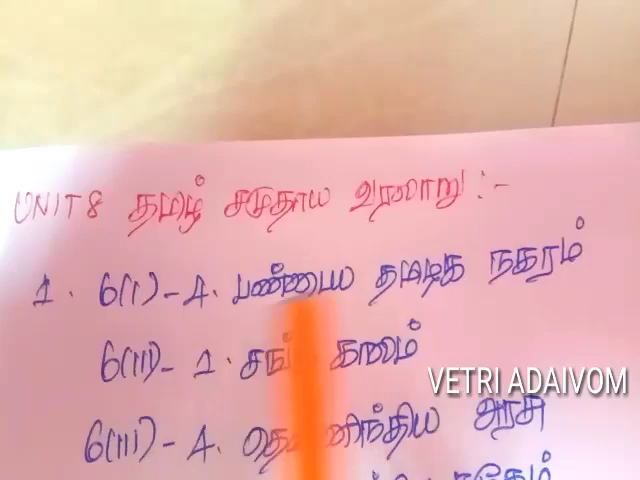 UNIT 8 தமிழ் சமுதாய வரலாறு :-
1. 6(I) - 4. பண்டைய தமிழக நகரம்
6(III) - 1. காலம்
VETRI ADAIVOM
6(III) - 4. அரசு